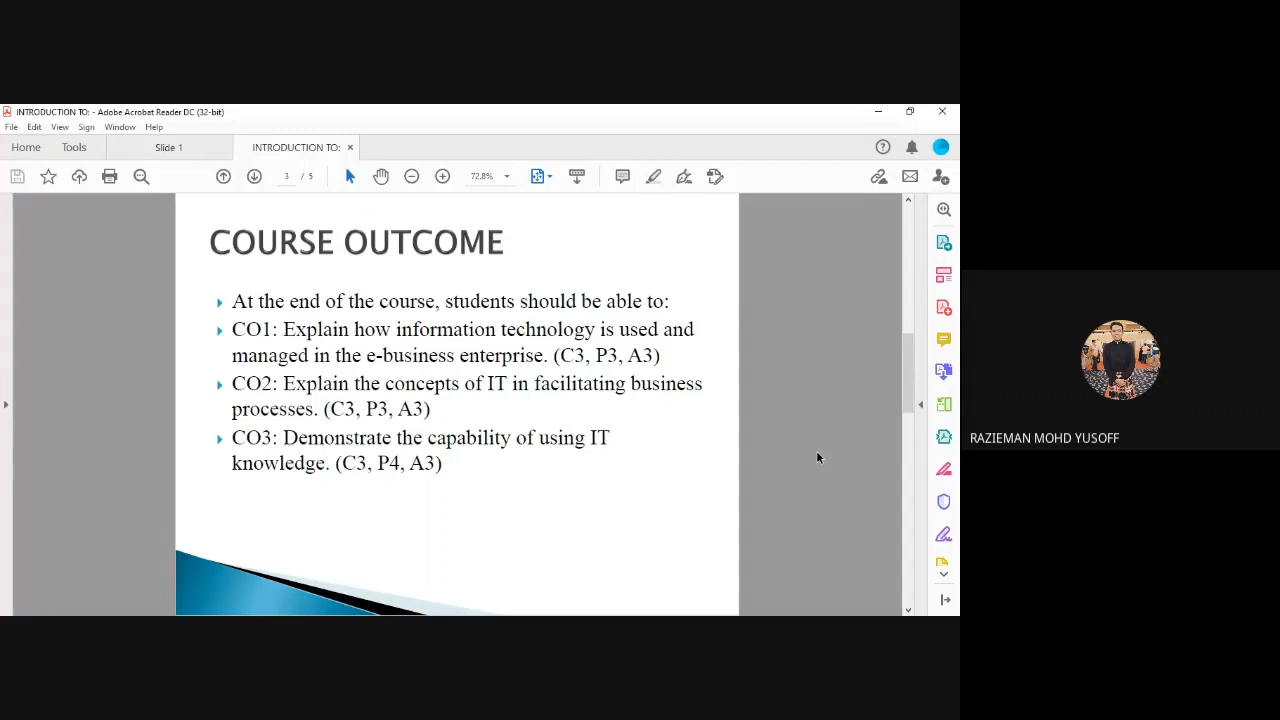 INTRODUCTION TO: - Adobe Acrobat Reader DC (32-bit)
File Edit View Sign Window Help
Home Tools Slide 1 INTRODUCTION TO: ×
3 / 5 72.8%
COURSE OUTCOME
At the end of the course, students should be able to:
CO1: Explain how information technology is used and
managed in the e-business enterprise. (C3, P3, A3)
CO2: Explain the concepts of IT in facilitating business
processes. (C3, P3, A3)
CO3: Demonstrate the capability of using IT
knowledge. (C3, P4, A3)
RAZIEMAN MOHD YUSOFF